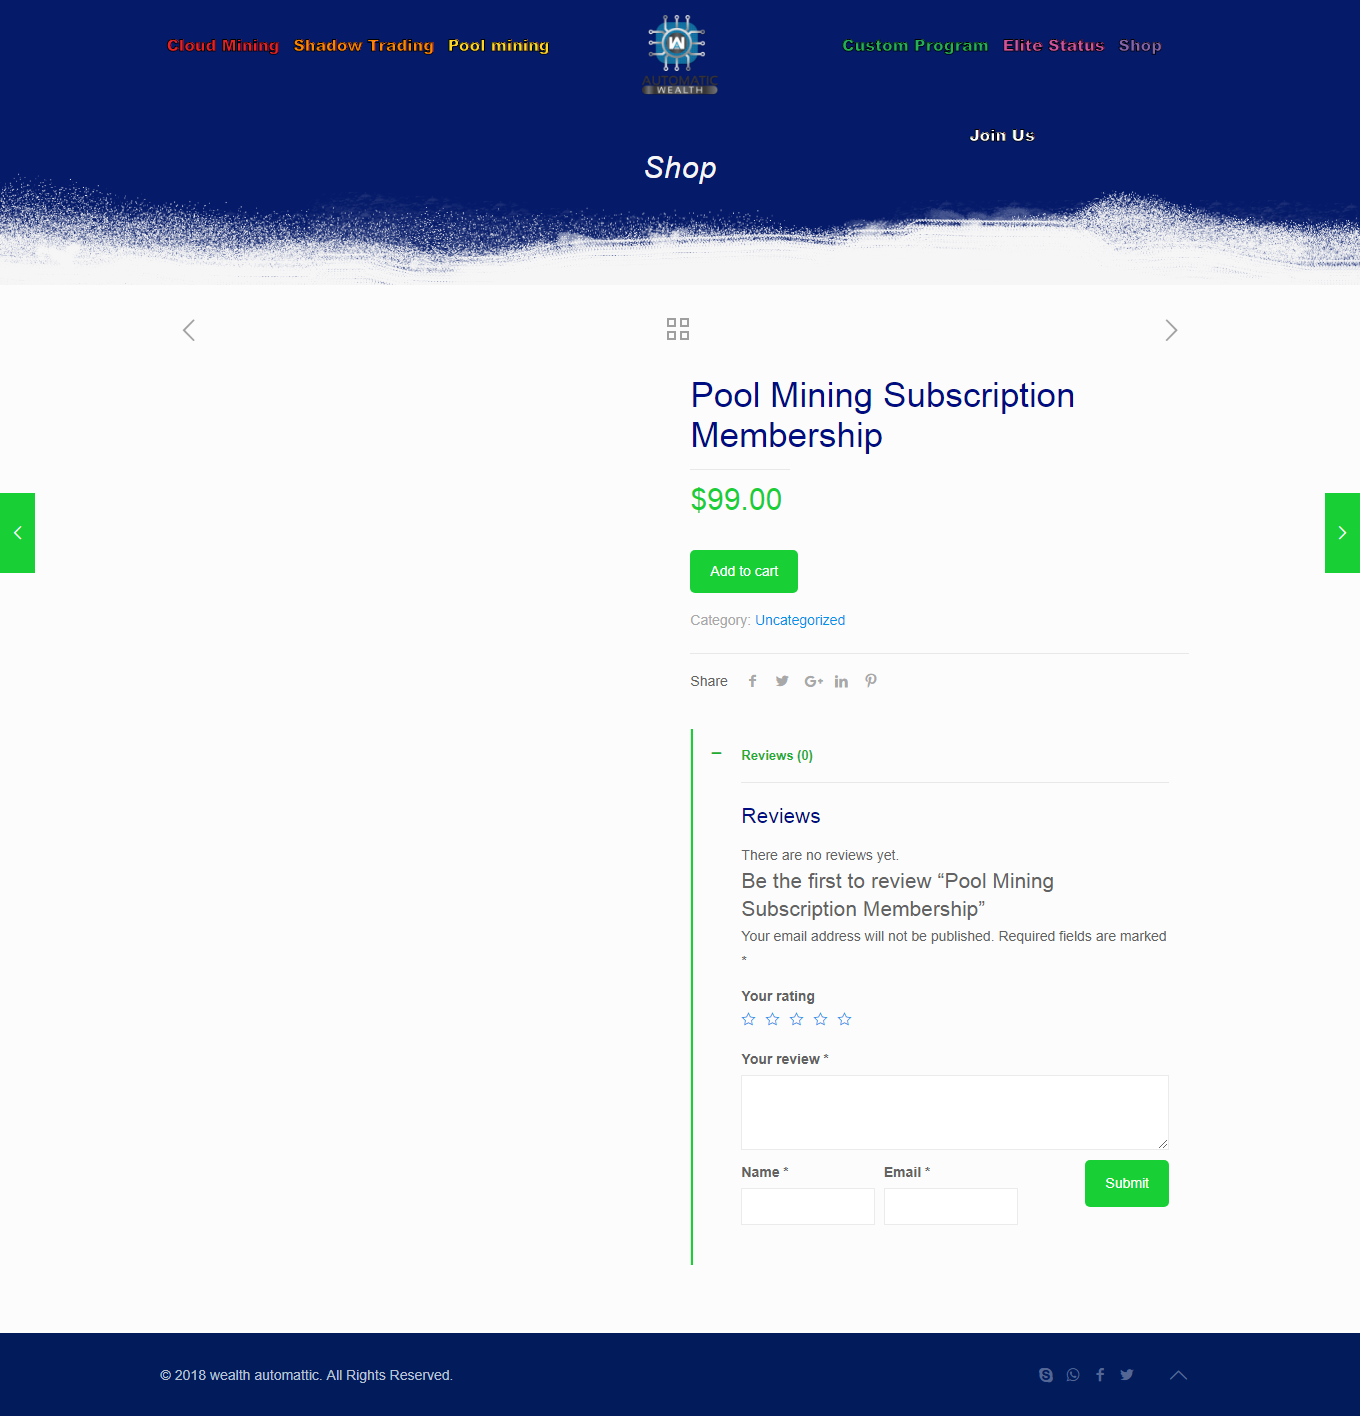 Cloud Mining Shadow Trading Pool mining
AUTOMATIC
WEALTH
Custom Program Elite Status Shop
Join Us
Shop
Pool Mining Subscription
Membership
$99.00
Add to cart
Category: Uncategorized
Share
Reviews (0)
Reviews
There are no reviews yet.
Be the first to review “Pool Mining
Subscription Membership”
Your email address will not be published. Required fields are marked
*
Your rating
Your review *
Name * Email *
Submit
© 2018 wealth automattic. All Rights Reserved.